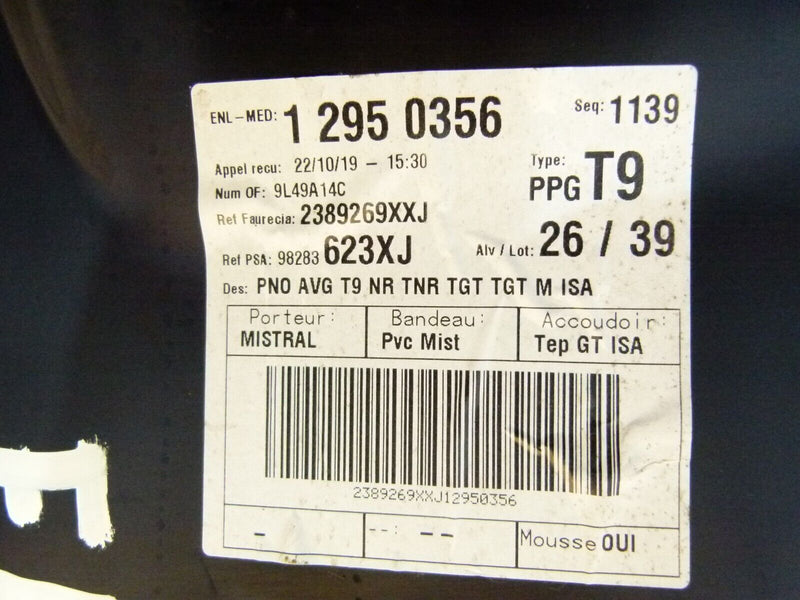 ENL-MED: 1 295 0356 Seq: 1139
Appel recu: 22/10/19 - 15:30 Type:
Num OF: 9L49A14C PPG T9
Ref Faurecia: 2389269XXJ
Ref PSA: 98283 623XJ Alv / Lot: 26 / 39
Des: PNO AVG T9 NR TNR TGT TGT M ISA
Porteur: Bandeau: Accoudoir:
MISTRAL Pvc Mist Tep GT ISA
2389269XXJ12950356
- --: -- Mousse OUI